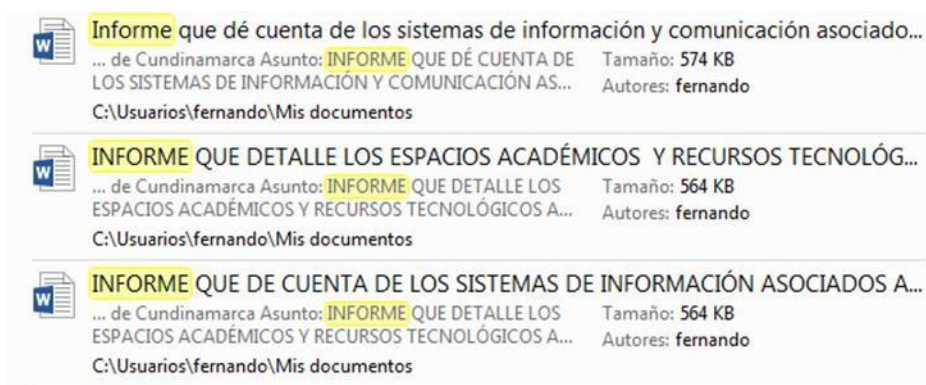 Informe que dé cuenta de los sistemas de información y comunicación asociado...
... de Cundinamarca Asunto: INFORME QUE DÉ CUENTA DE
LOS SISTEMAS DE INFORMACIÓN Y COMUNICACIÓN AS...
Tamaño: 574 KB
Autores: fernando
C:\Usuarios\fernando\Mis documentos
INFORME QUE DETALLE LOS ESPACIOS ACADÉMICOS Y RECURSOS TECNOLÓG...
... de Cundinamarca Asunto: INFORME QUE DETALLE LOS
ESPACIOS ACADÉMICOS Y RECURSOS TECNOLÓGICOS A...
Tamaño: 564 KB
Autores: fernando
C:\Usuarios\fernando\Mis documentos
INFORME QUE DE CUENTA DE LOS SISTEMAS DE INFORMACIÓN ASOCIADOS A...
... de Cundinamarca Asunto: INFORME QUE DETALLE LOS
ESPACIOS ACADÉMICOS Y RECURSOS TECNOLÓGICOS A...
Tamaño: 564 KB
Autores: fernando
C:\Usuarios\fernando\Mis documentos